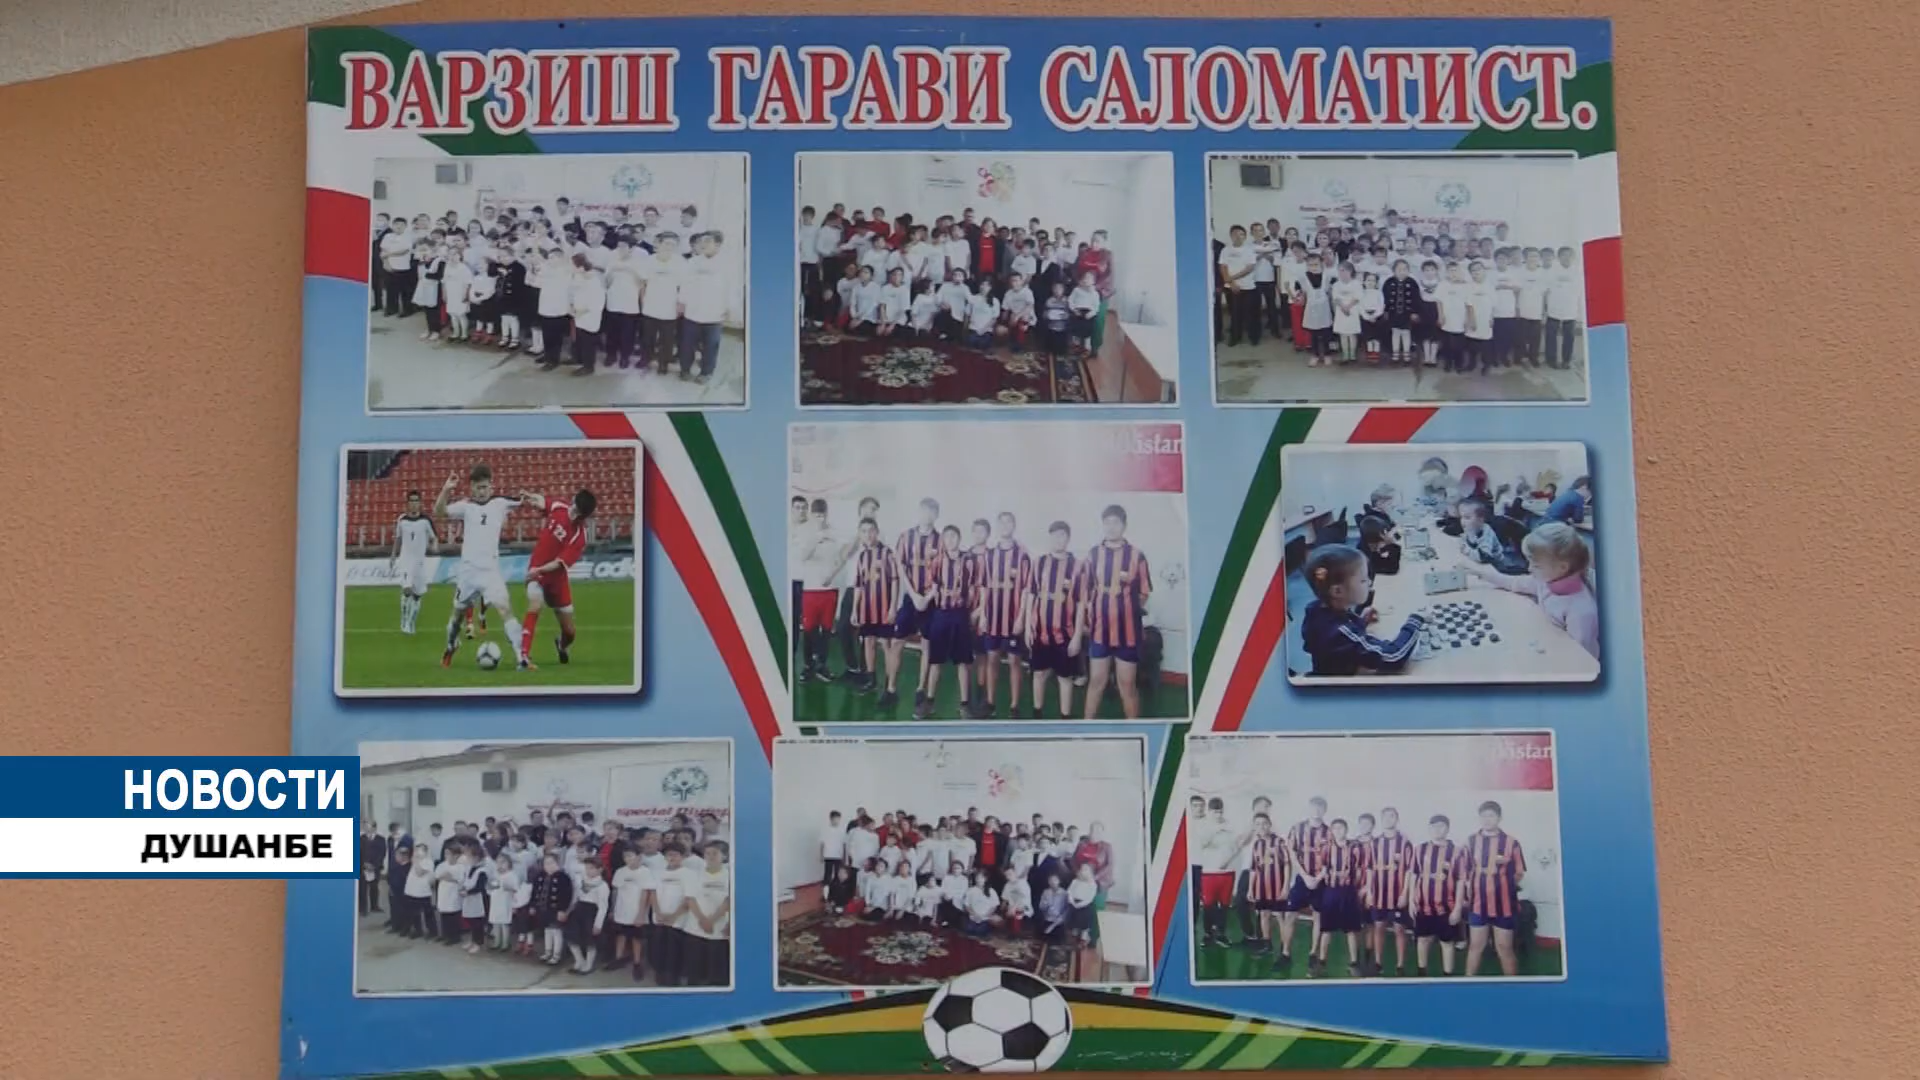 ВАРЗИШ ГАРАВИ САЛОМАТИСТ.
НОВОСТИ
ДУШАНБЕ